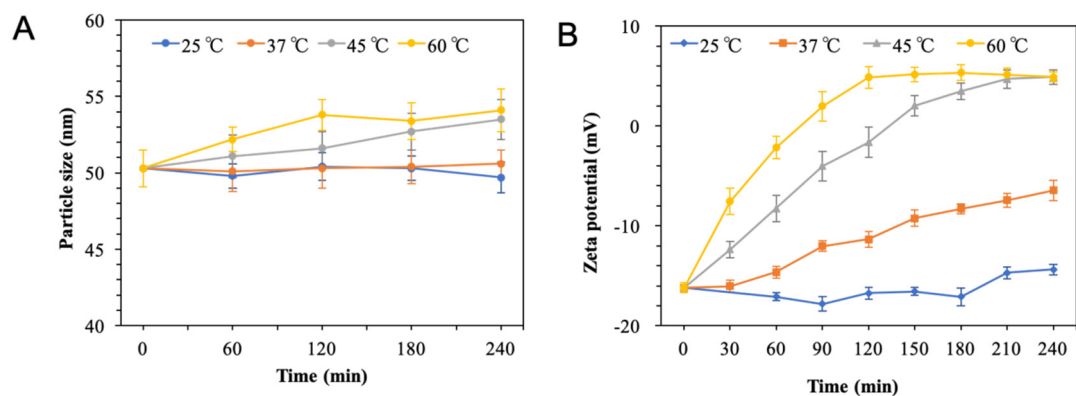 A
60
55
50
45
40
Particle size (nm)
25 ℃ 37 ℃ 45 ℃ 60 ℃
0 60 120 180 240
Time (min)
B
10
0
-10
-20
Zeta potential (mV)
25 ℃ 37 ℃ 45 ℃ 60 ℃
0 30 60 90 120 150 180 210 240
Time (min)